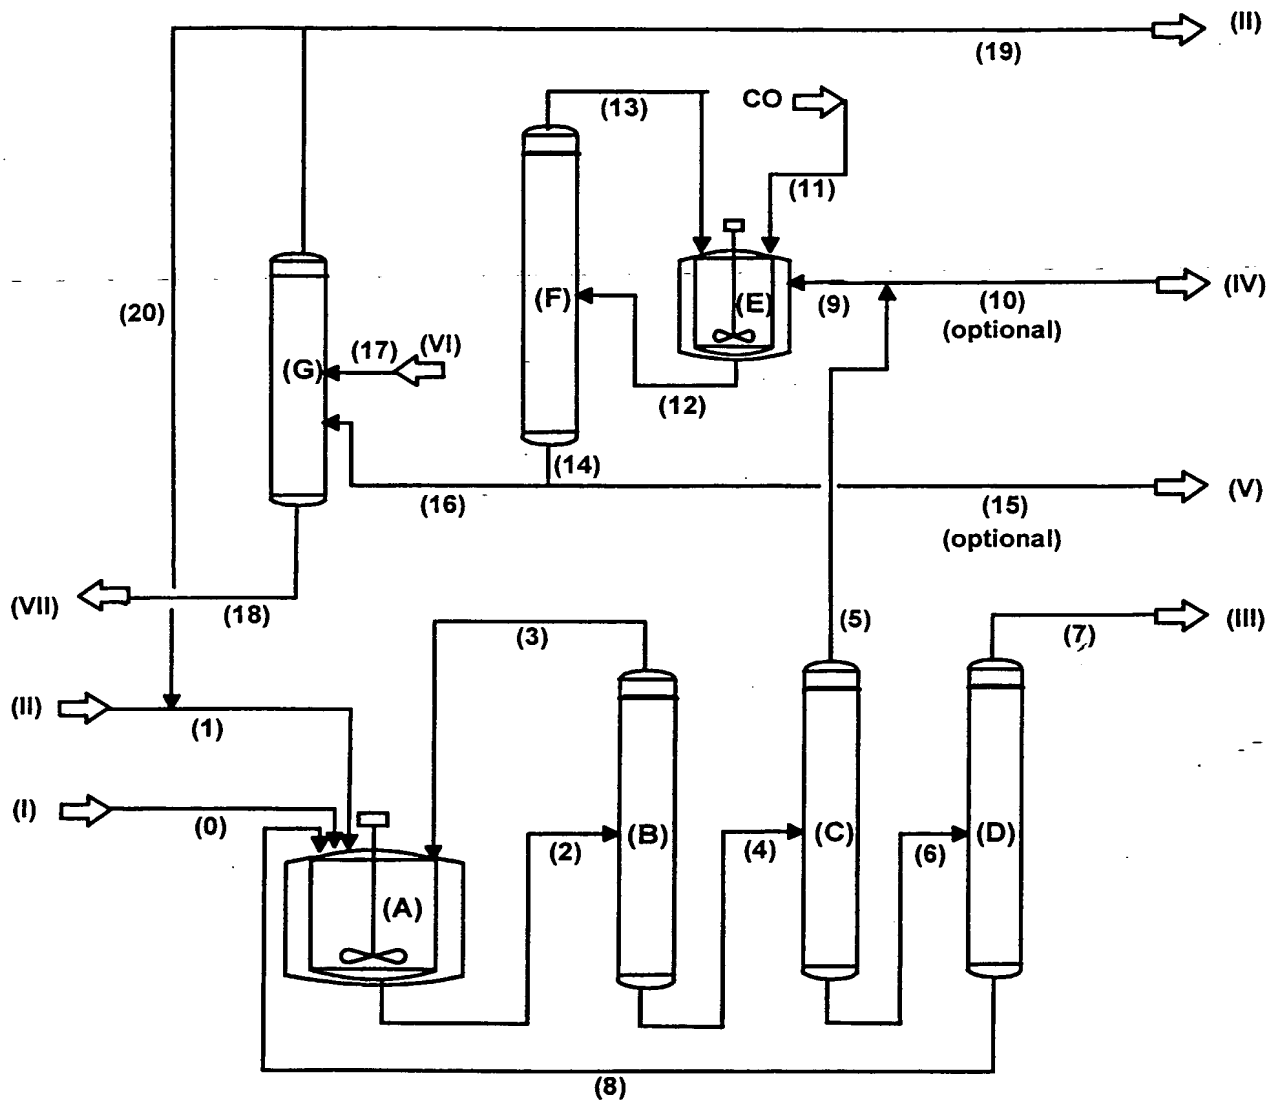 (II)
(19)
(13)
CO
(11)
(20)
(F)
(E)
(9)
(10)
(IV)
(optional)
(G)
(17)
(VI)
(12)
(14)
(16)
(15)
(V)
(optional)
(VII)
(18)
(3)
(5)
(7)
(III)
(II)
(1)
(I)
(0)
(2)
(B)
(4)
(C)
(6)
(D)
(A)
(8)